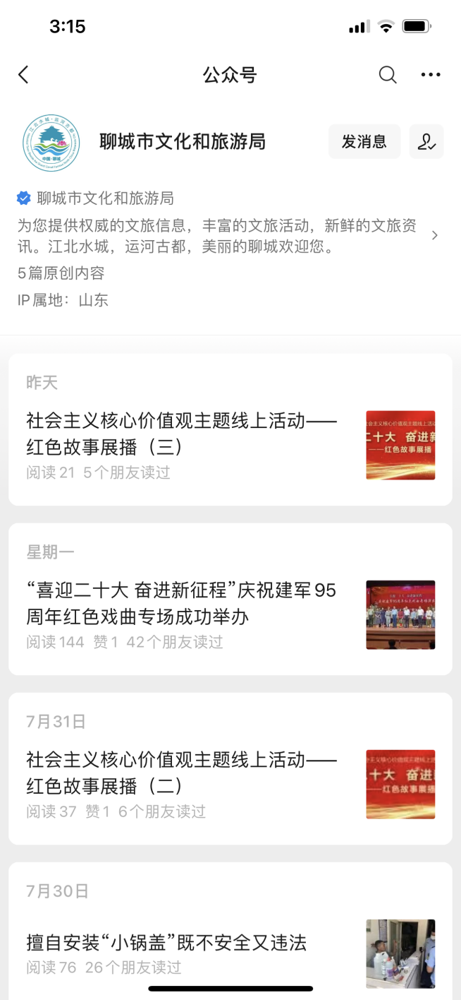 3:15
公众号
聊城市文化和旅游局
发消息
聊城市文化和旅游局
为您提供权威的文旅信息，丰富的文旅活动，新鲜的文旅资
讯。江北水城，运河古都，美丽的聊城欢迎您。
5篇原创内容
IP属地：山东
昨天
社会主义核心价值观主题线上活动——
红色故事展播（三）
阅读21 5个朋友读过
二十大 奋进新
——红色故事展播
星期一
“喜迎二十大 奋进新征程”庆祝建军95
周年红色戏曲专场成功举办
阅读144 赞1 42个朋友读过
7月31日
社会主义核心价值观主题线上活动——
红色故事展播（二）
阅读37 赞1 6个朋友读过
十大 奋进
——红色故事展播
7月30日
擅自安装“小锅盖”既不安全又违法
阅读76 26个朋友读过